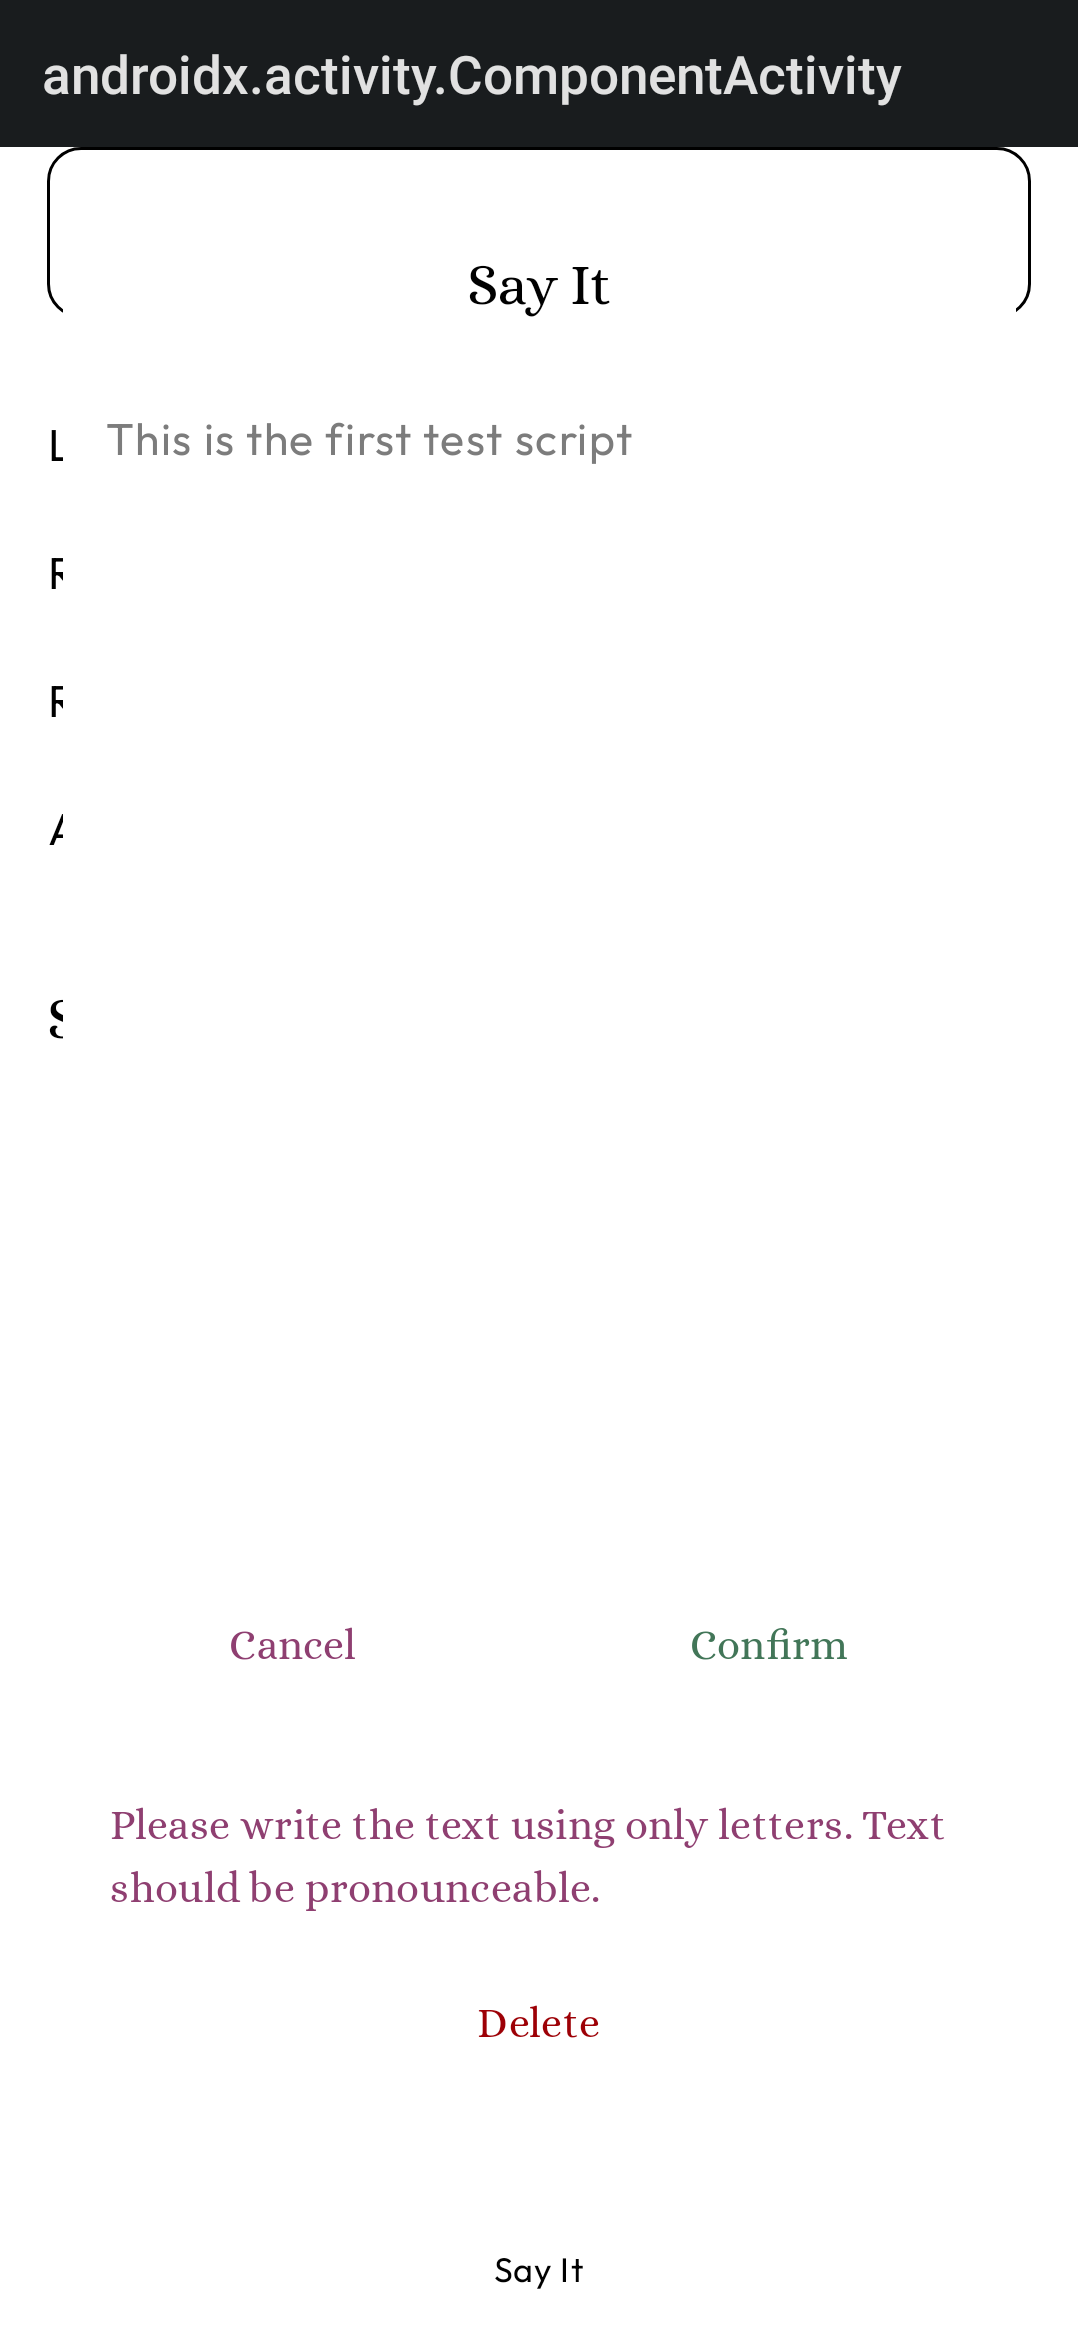 androidx.activity.ComponentActivity
Say It
This is the first test script
Cancel
Confirm
Please write the text using only letters. Text
should be pronounceable.
Delete
Say It